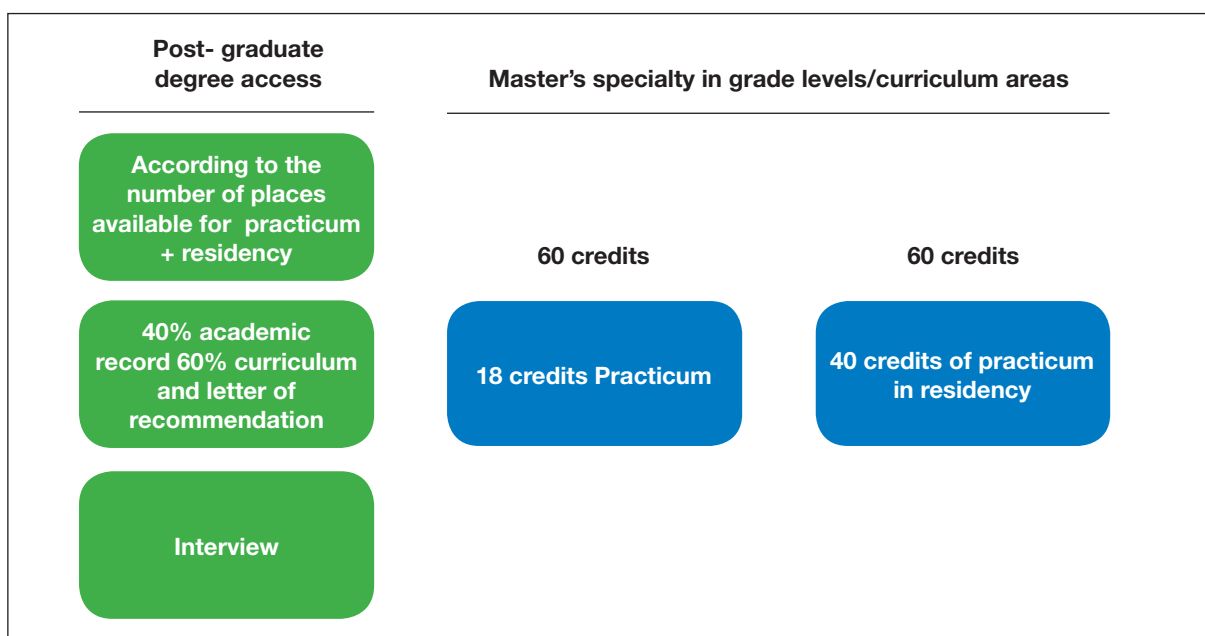 Post- graduate
degree access
Master's specialty in grade levels/curriculum areas
According to the
number of places
available for  practicum
+ residency
60 credits
60 credits
40% academic
record 60% curriculum
and letter of
recommendation
18 credits Practicum
40 credits of practicum
in residency
Interview